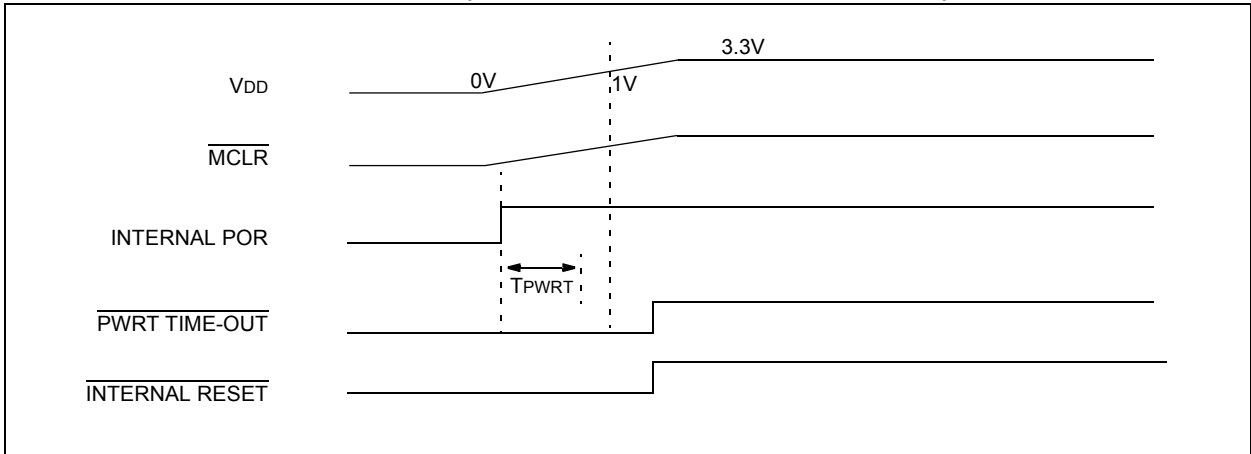 3.3V
VDD
0V
1V
MCLR
INTERNAL POR
TPWRT
PWRT TIME-OUT
INTERNAL RESET